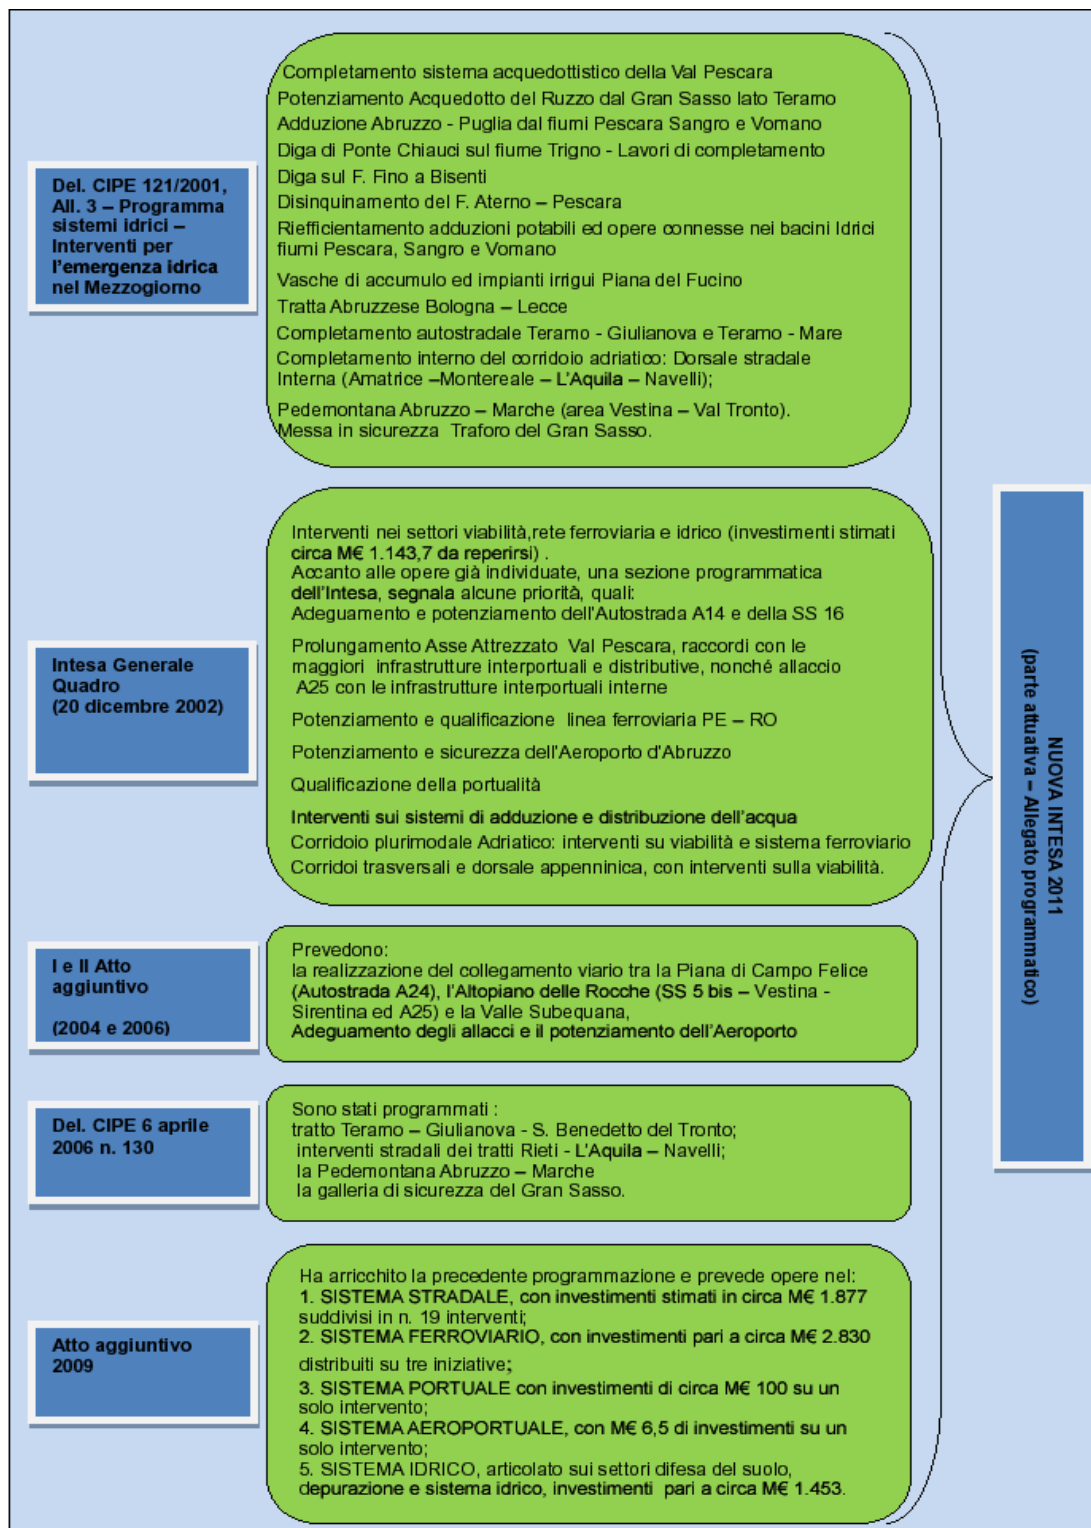 Del. CIPE 121/2001,
All. 3 – Programma
sistemi idrici –
Interventi per
l'emergenza idrica
nel Mezzogiorno
Completamento sistema acquedottistico della Val Pescara
Potenziamento Acquedotto del Ruzzo dal Gran Sasso lato Teramo
Adduzione Abruzzo - Puglia dal fiumi Pescara Sangro e Vomano
Diga di Ponte Chiauci sul fiume Trigno - Lavori di completamento
Diga sul F. Fino a Bisenti
Disinquinamento del F. Aterno – Pescara
Riefficientamento adduzioni potabili ed opere connesse nei bacini Idrici
fiumi Pescara, Sangro e Vomano
Vasche di accumulo ed impianti irrigui Piana del Fucino
Tratta Abruzzese Bologna – Lecce
Completamento autostradale Teramo - Giulianova e Teramo - Mare
Completamento interno del corridoio adriatico: Dorsale stradale
Interna (Amatrice –Montereale – L'Aquila – Navelli);
Pedemontana Abruzzo – Marche (area Vestina – Val Tronto).
Messa in sicurezza Traforo del Gran Sasso.
Intesa Generale
Quadro
(20 dicembre 2002)
Interventi nei settori viabilità,rete ferroviaria e idrico (investimenti stimati
circa M€ 1.143,7 da reperirsi) .
Accanto alle opere già individuate, una sezione programmatica
dell'Intesa, segnala alcune priorità, quali:
Adeguamento e potenziamento dell'Autostrada A14 e della SS 16
Prolungamento Asse Attrezzato Val Pescara, raccordi con le
maggiori infrastrutture interportuali e distributive, nonché allaccio
A25 con le infrastrutture interportuali interne
Potenziamento e qualificazione linea ferroviaria PE – RO
Potenziamento e sicurezza dell'Aeroporto d'Abruzzo
Qualificazione della portualità
Interventi sui sistemi di adduzione e distribuzione dell'acqua
Corridoio plurimodale Adriatico: interventi su viabilità e sistema ferroviario
Corridoi trasversali e dorsale appenninica, con interventi sulla viabilità.
I e II Atto
aggiuntivo
(2004 e 2006)
Prevedono:
la realizzazione del collegamento viario tra la Piana di Campo Felice
(Autostrada A24), l'Altopiano delle Rocche (SS 5 bis – Vestina -
Sirentina ed A25) e la Valle Subequana,
Adeguamento degli allacci e il potenziamento dell'Aeroporto
Del. CIPE 6 aprile
2006 n. 130
Sono stati programmati :
tratto Teramo – Giulianova - S. Benedetto del Tronto;
interventi stradali dei tratti Rieti - L'Aquila – Navelli;
la Pedemontana Abruzzo – Marche
la galleria di sicurezza del Gran Sasso.
Atto aggiuntivo
2009
Ha arricchito la precedente programmazione e prevede opere nel:
1. SISTEMA STRADALE, con investimenti stimati in circa M€ 1.877
suddivisi in n. 19 interventi;
2. SISTEMA FERROVIARIO, con investimenti pari a circa M€ 2.830
distribuiti su tre iniziative;
3. SISTEMA PORTUALE con investimenti di circa M€ 100 su un
solo intervento;
4. SISTEMA AEROPORTUALE, con M€ 6,5 di investimenti su un
solo intervento;
5. SISTEMA IDRICO, articolato sui settori difesa del suolo,
depurazione e sistema idrico, investimenti pari a circa M€ 1.453.
NUOVA INTESA 2011
(parte attuativa – Allegato programmatico)